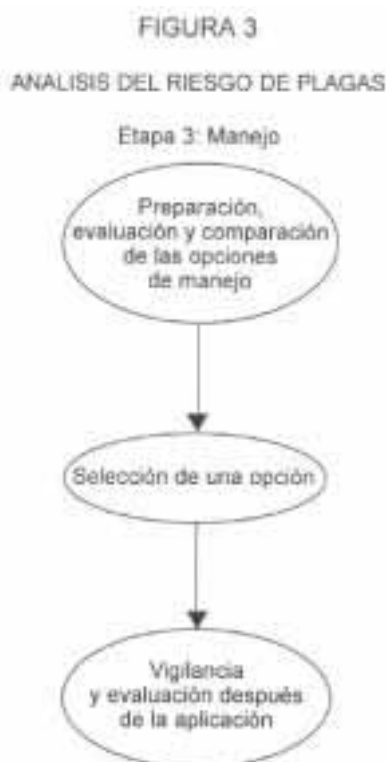 FIGURA 3
ANALISIS DEL RIESGO DE PLAGAS
Etapa 3: Manejo
Preparación,
evaluación y comparación
de las opciones
de manejo
Selección de una opción
Vigilancia
y evaluación después
de la aplicación